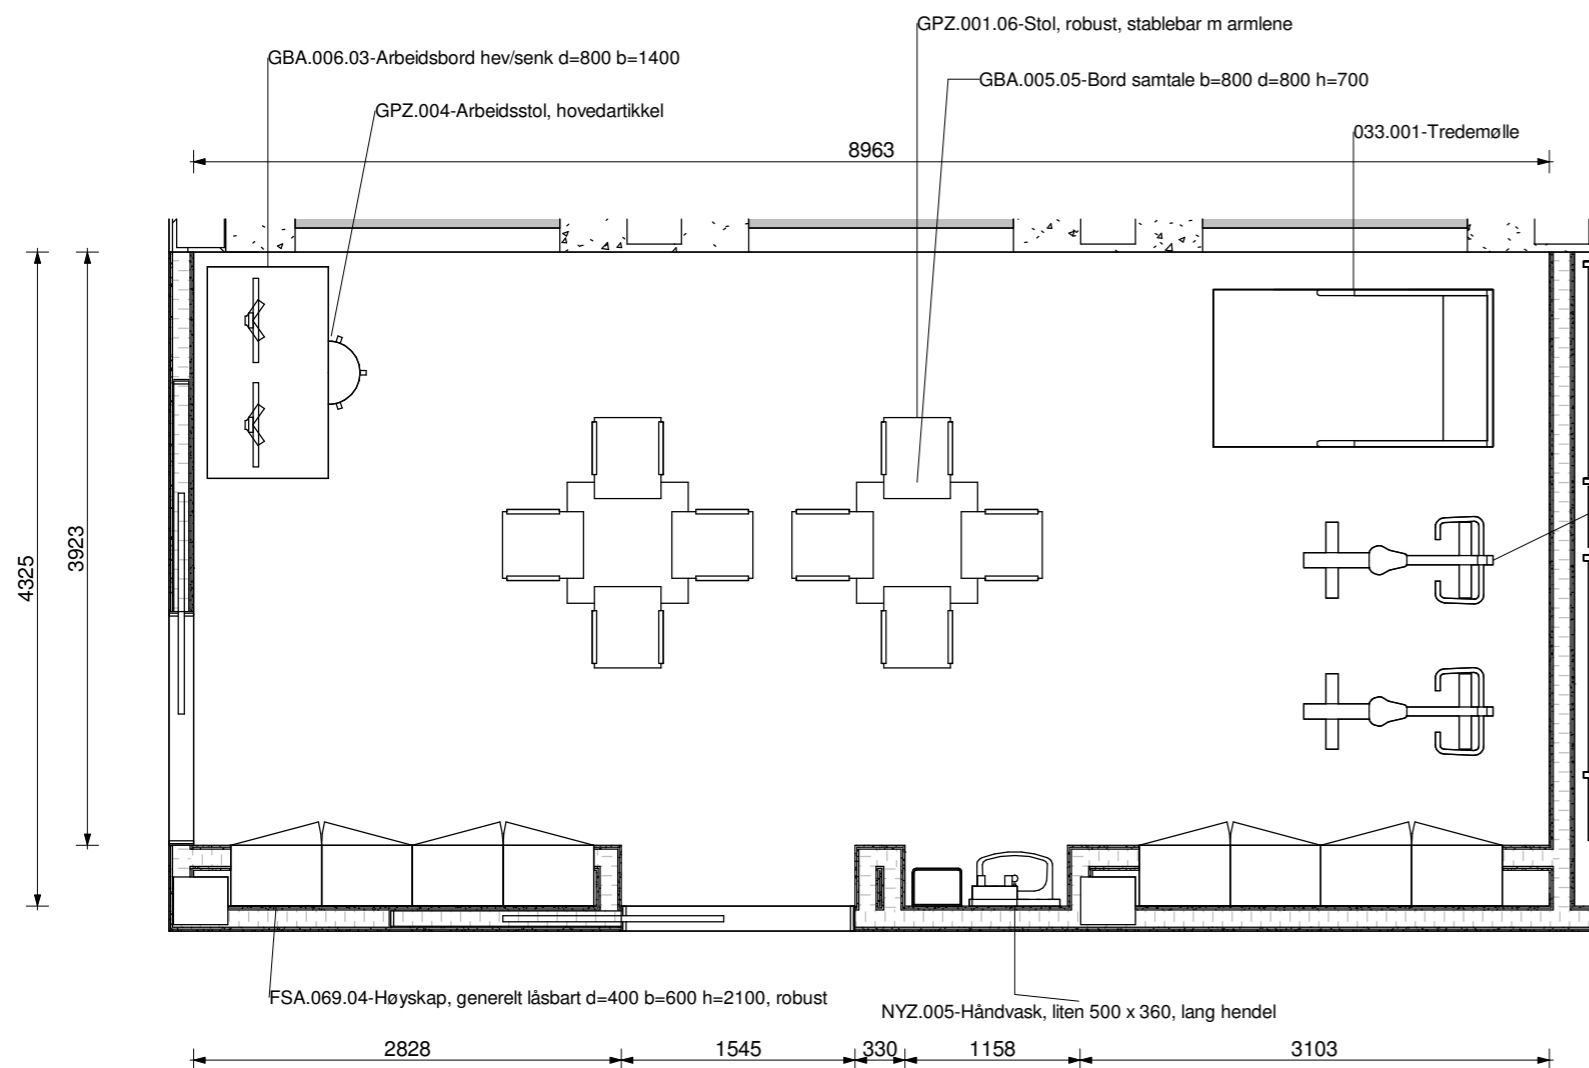 GPZ.001.06-Stol, robust, stablebar m armlene
GBA.006.03-Arbeidsbord hev/senk d=800 b=1400
GBA.005.05-Bord samtale b=800 d=800 h=700
GPZ.004-Arbeidsstol, hovedartikkel
033.001-Tredemølle
8963
4325
3923
FSA.069.04-Høyskap, generelt låsbart d=400 b=600 h=2100, robust
NYZ.005-Håndvask, liten 500 x 360, lang hendel
2828
1545
330
1158
3103